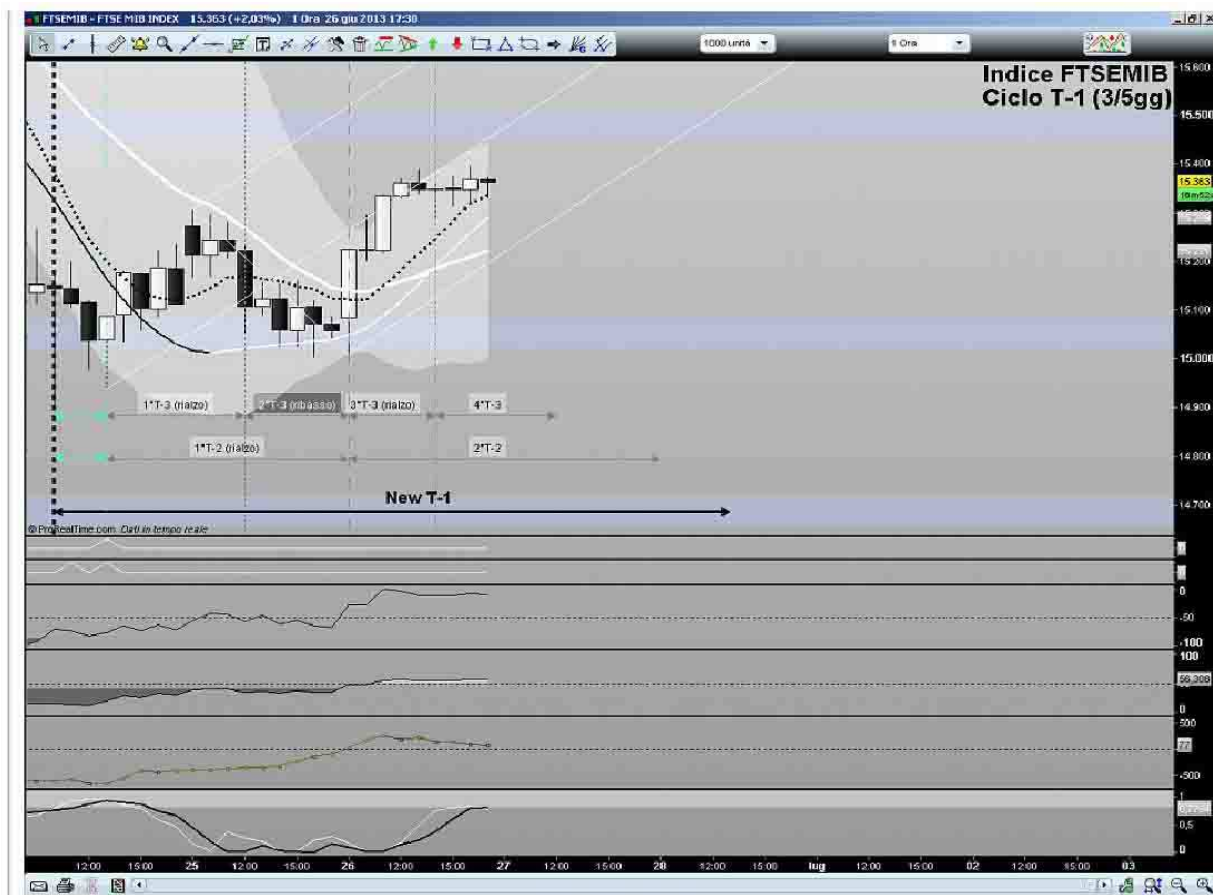 FTSEMIB - FTSE MIB INDEX 15.363 (+2,03%) 1 Ora 26 giu 2013 17:30
1000 unità
1 Ora
Indice FTSEMIB
Ciclo T-1 (3/5gg)
15.600
15.500
15.400
15.363
15.200
15.100
15.000
14.900
14.800
14.700
1°T-3 (rialzo)
2°T-3 (ribasso)
3°T-3 (rialzo)
4°T-3
1°T-2 (rialzo)
2°T-2
New T-1
© ProRealTime.com Dati in tempo reale
0
-50
-100
100
56,308
0
500
77
-500
1
0,5
0
12:00 15:00 25 12:00 15:00 26 12:00 15:00 27 12:00 15:00 28 12:00 15:00 lug 12:00 15:00 02 12:00 15:00 03